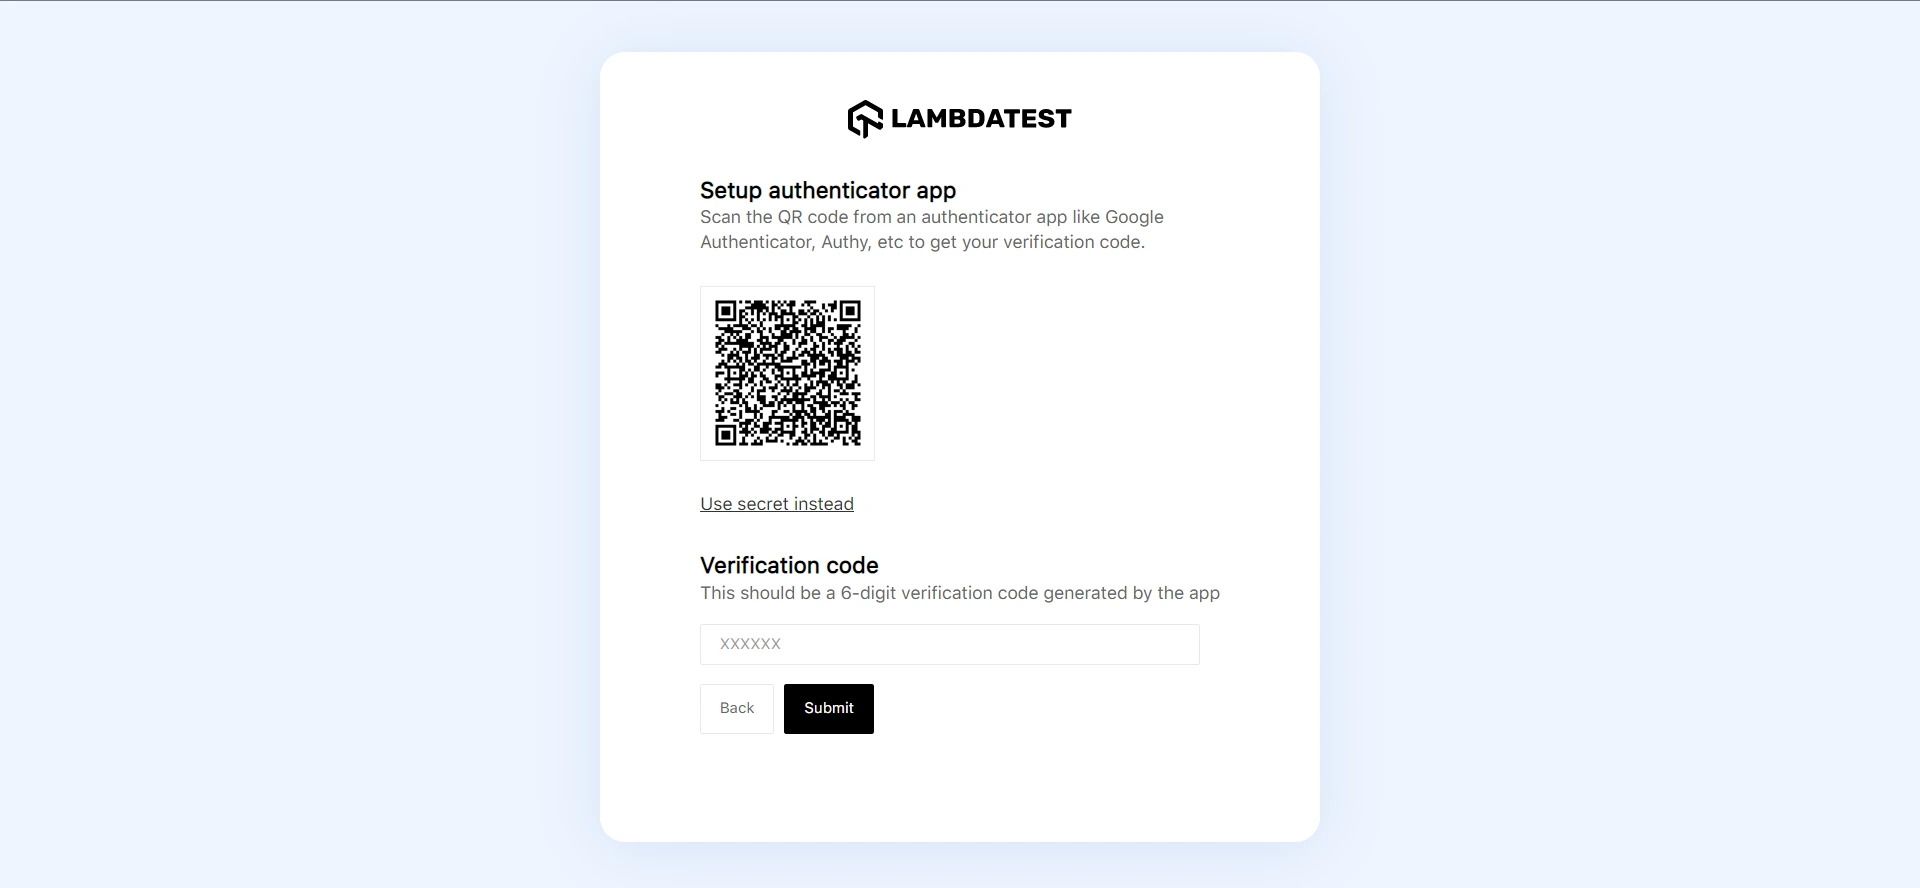 LAMBDATEST
Setup authenticator app
Scan the QR code from an authenticator app like Google
Authenticator, Authy, etc to get your verification code.
Use secret instead
Verification code
This should be a 6-digit verification code generated by the app
XXXXXX
Back
Submit